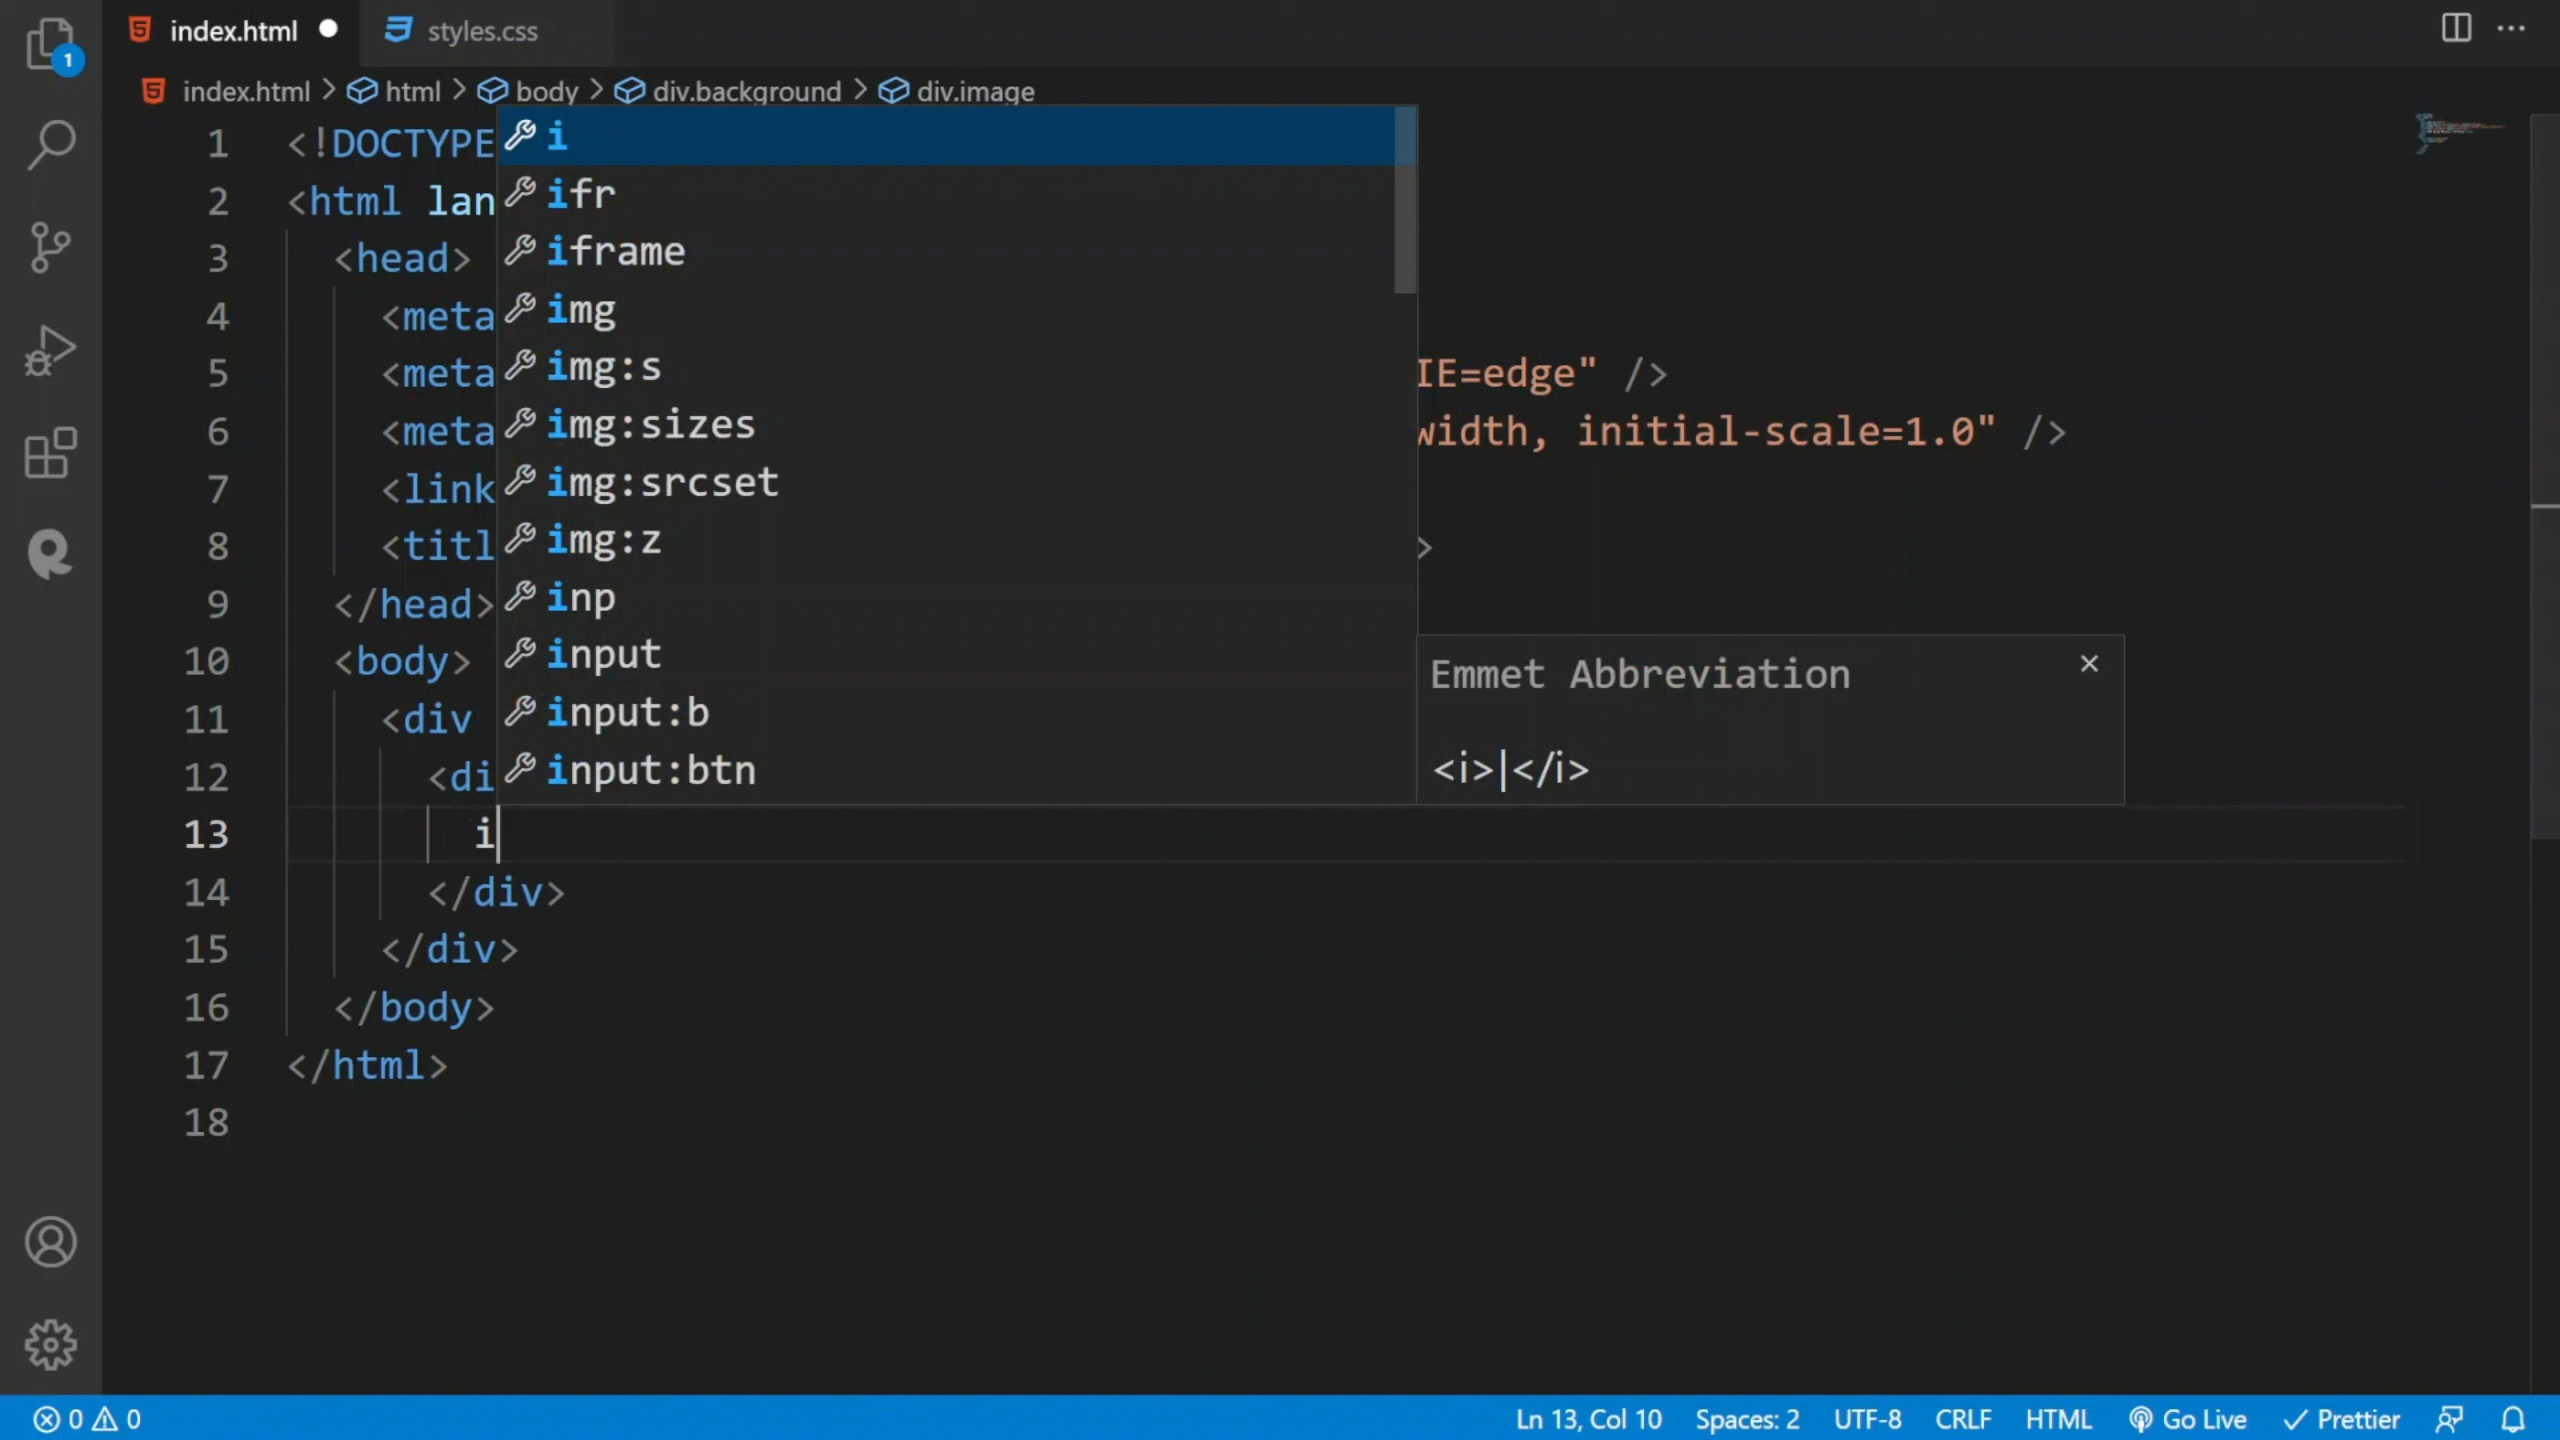 index.html styles.css
1
index.html > html > body > div.background > div.image
1 <!DOCTYPE
2 <html lan
3 <head>
4 <meta
5 <meta IE=edge" />
6 <meta width, initial-scale=1.0" />
7 <link
8 <titl >
9 </head>
10 <body>
11 <div
12 <di
13 i
14 </div>
15 </div>
16 </body>
17 </html>
18
i
ifr
iframe
img
img:s
img:sizes
img:srcset
img:z
inp
input
input:b
input:btn
Emmet Abbreviation ×
<i>|</i>
0 0 Ln 13, Col 10 Spaces: 2 UTF-8 CRLF HTML Go Live Prettier